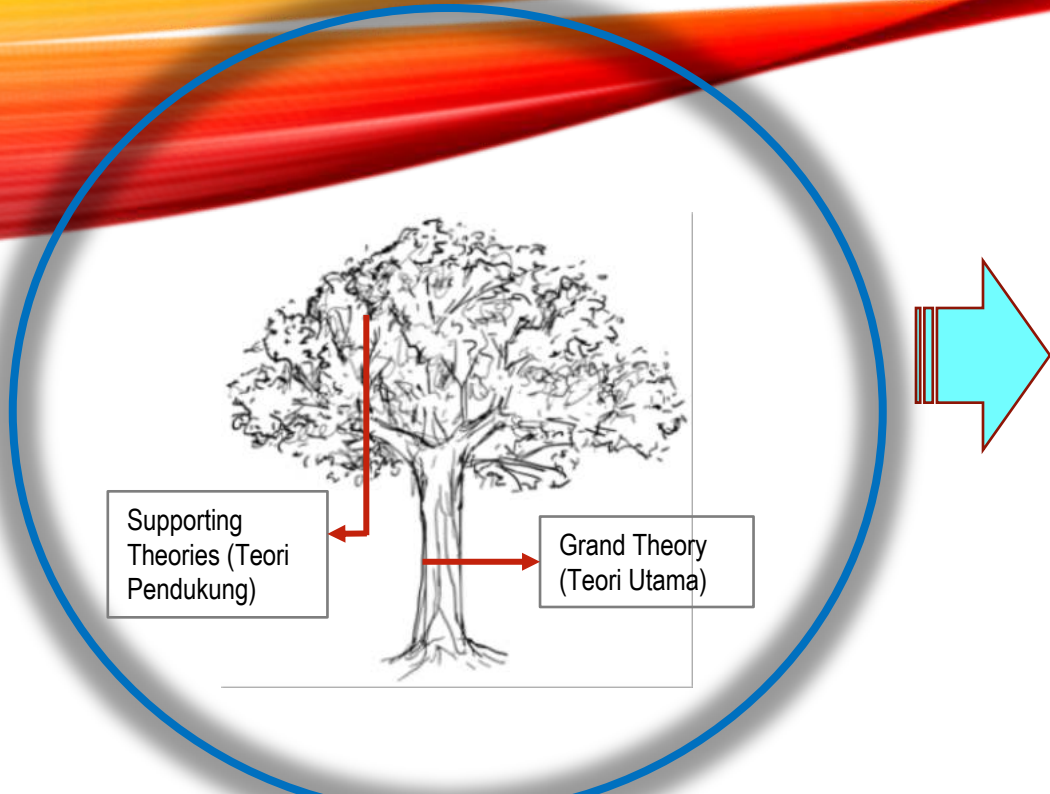 Supporting
Theories (Teori
Pendukung)
Grand Theory
(Teori Utama)